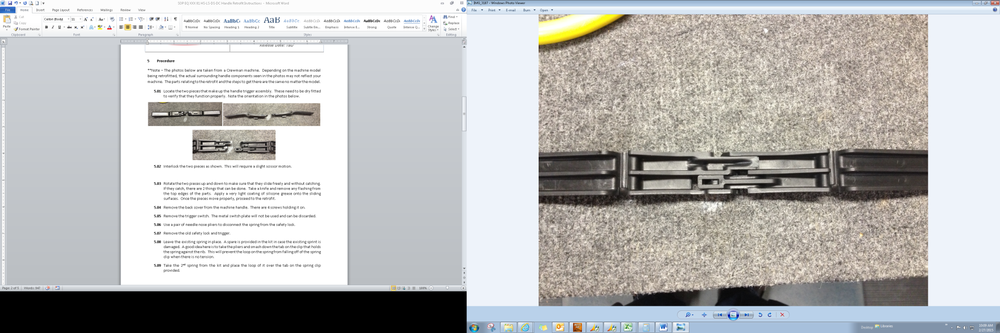 SOP EQ XXX 81 HS-LS-DS-DC Handle Retrofit Instructions - Microsoft Word
File Home Insert Page Layout References Mailings Review View
Cut
Copy
Format Painter
Paste
Calibri (Body) 11
AaBbCcDc AaBbCcDc AaBbC AaBbCc AaB AaBbCc. AaBbCcDc AaBbCcDt AaBbCcDt AaBbCcDc AaBbCcDt AaBbCcDt
¶ Normal No Spacing Heading 1 Heading 2 Title Subtitle Subtle Em... Emphasis Intense E... Strong Quote Intense Q...
Change Styles
Find
Replace
Select
Clipboard Font Paragraph Styles Editing
Release Date: TBD
5 Procedure
**Note – The photos below are taken from a Crewman machine. Depending on the machine model
being retrofitted, the actual surrounding handle components seen in the photos may not reflect your
machine. The parts relating to the retrofit and the steps to get there are the same no matter the model.
5.01 Locate the two pieces that make up the handle trigger assembly. These need to be dry fitted
to verify that they function properly. Note the orientation in the photos below.
5.02 Interlock the two pieces as shown. This will require a slight scissor motion.
5.03 Rotate the two pieces up and down to make sure that they slide freely and without catching.
If they catch, there are 2 things that can be done. Take a knife and remove any flashing from
the top edges of the parts. Apply a very light coating of silicone grease onto the sliding
surfaces. Once the pieces move properly, proceed to the retrofit.
5.04 Remove the back cover from the machine handle. There are 4 screws holding it on.
5.05 Remove the trigger switch. The metal switch plate will not be used and can be discarded.
5.06 Use a pair of needle nose pliers to disconnect the spring from the safety lock.
5.07 Remove the old safety lock and trigger.
5.08 Leave the existing spring in place. A spare is provided in the kit in case the existing sprint is
damaged. A good idea here is to take the pliers and smash down the tab on the clip that holds
the spring against the rib. This will prevent the loop on the spring from falling off of the spring
clip when there is no tension.
5.09 Take the 2nd spring from the kit and place the loop of it over the tab on the spring clip
provided.
Page: 2 of 5 Words: 947 100%
IMG_3187 - Windows Photo Viewer
File Print E-mail Burn Open
Desktop Libraries
10:09 AM
2/27/2015